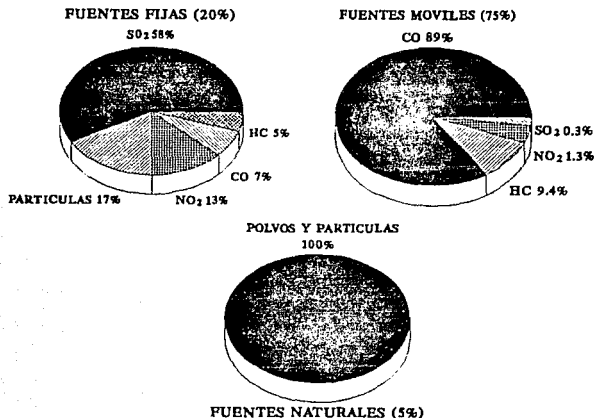 FUENTES FIJAS (20%)
SO₂ 58%
HC 5%
CO 7%
NO₂ 13%
PARTICULAS 17%
FUENTES MOVILES (75%)
CO 89%
SO₂ 0.3%
NO₂ 1.3%
HC 9.4%
POLVOS Y PARTICULAS
100%
FUENTES NATURALES (5%)